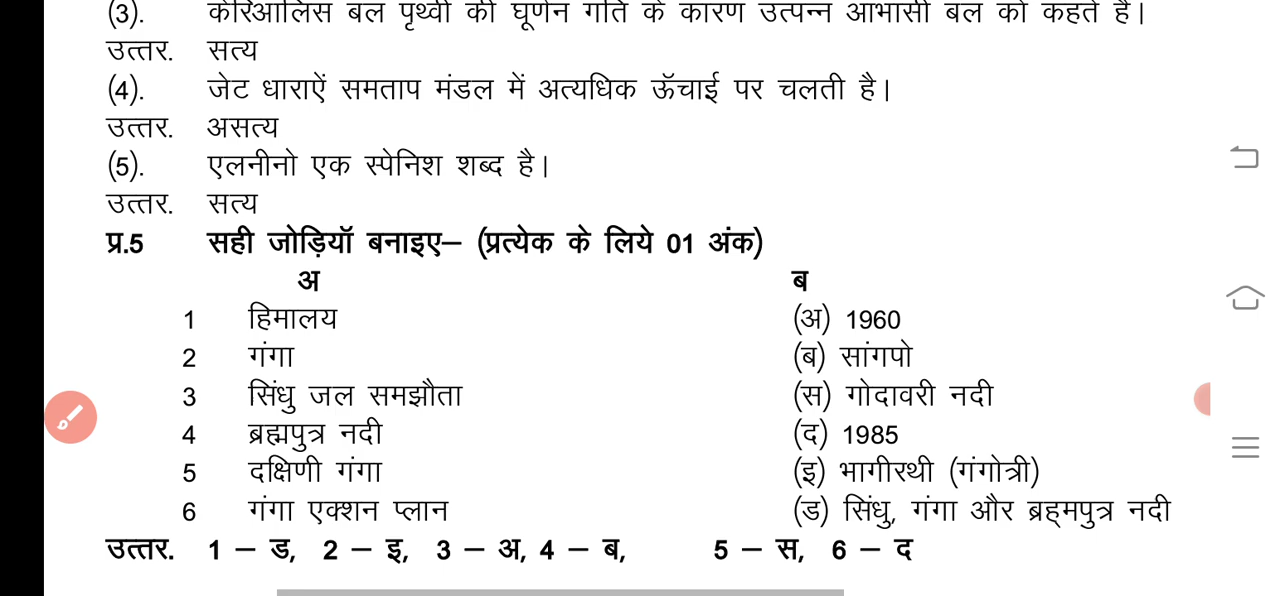 (3). केरिआलिस बल पृथ्वी की घूर्णन गति के कारण उत्पन्न आभासी बल को कहते हैं।
उत्तर. सत्य
(4). जेट धाराऐं समताप मंडल में अत्यधिक ऊॅचाई पर चलती है।
उत्तर. असत्य
(5). एलनीनो एक स्पेनिश शब्द है।
उत्तर. सत्य
प्र.5 सही जोड़ियॉ बनाइए– (प्रत्येक के लिये 01 अंक)
अ ब
1 हिमालय (अ) 1960
2 गंगा (ब) सांगपो
3 सिंधु जल समझौता (स) गोदावरी नदी
4 ब्रह्मपुत्र नदी (द) 1985
5 दक्षिणी गंगा (इ) भागीरथी (गंगोत्री)
6 गंगा एक्शन प्लान (ड) सिंधु, गंगा और ब्रह्मपुत्र नदी
उत्तर. 1 – ड, 2 – इ, 3 – अ, 4 – ब, 5 – स, 6 – द